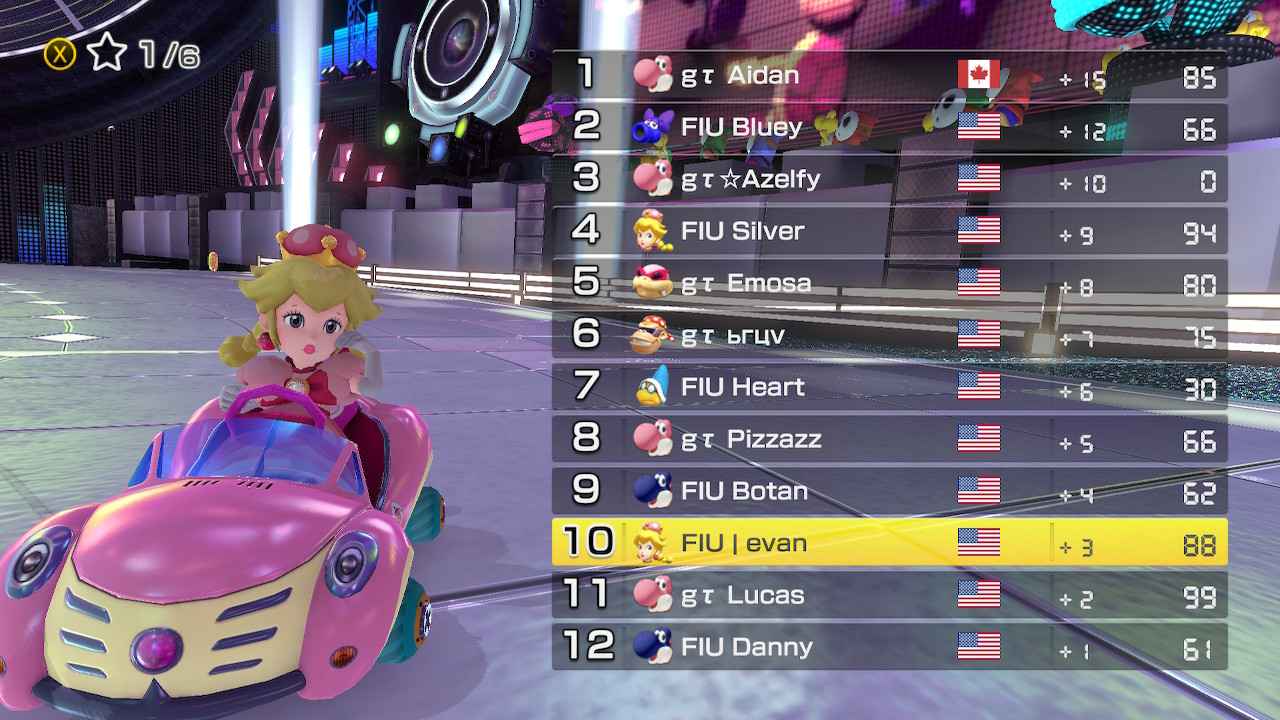 X ☆ 1/6
1 gτ Aidan +15 85
2 FIU Bluey +12 66
3 gτ☆Azelfy +10 0
4 FIU Silver +9 94
5 gτ Emosa +8 80
6 gτ ьrцv +7 75
7 FIU Heart +6 30
8 gτ Pizzazz +5 66
9 FIU Botan +4 62
10 FIU | evan +3 88
11 gτ Lucas +2 99
12 FIU Danny +1 61